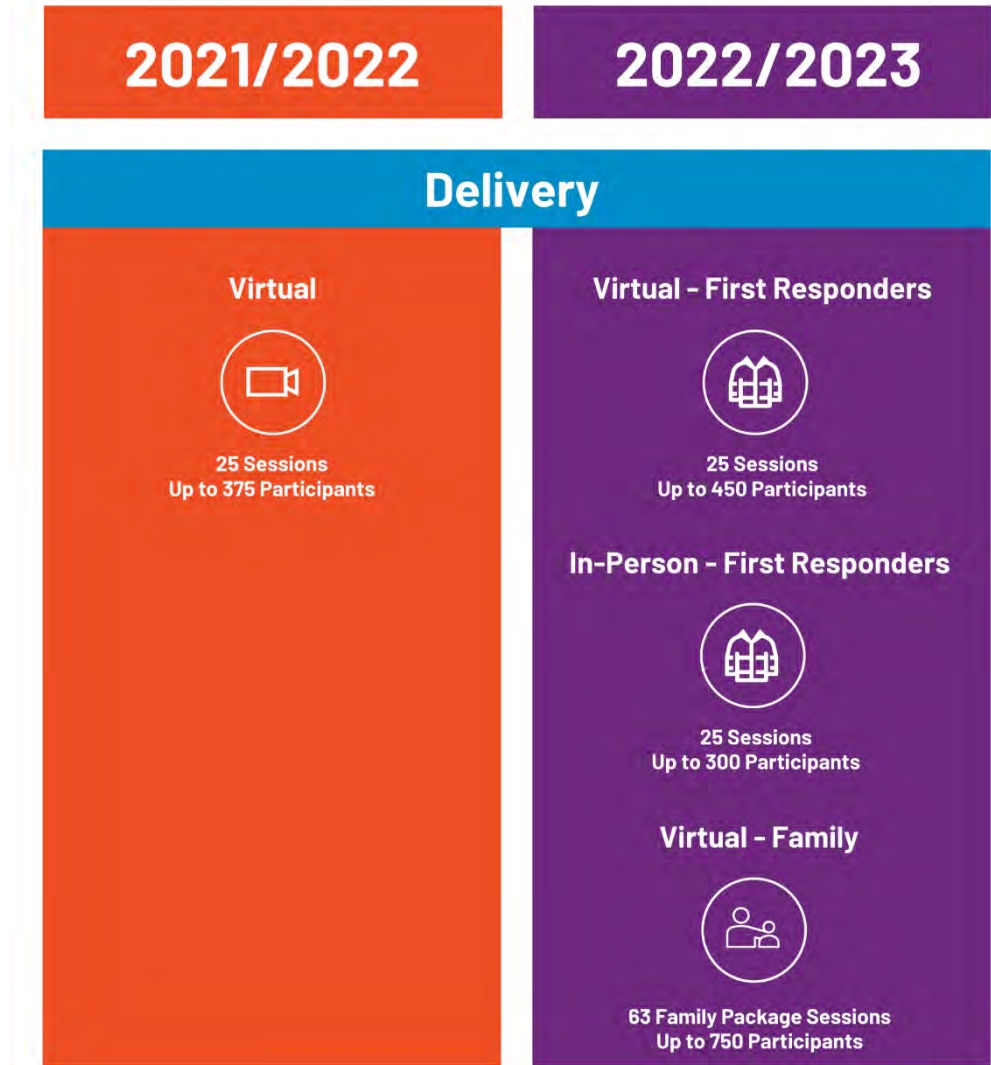 2021/2022
2022/2023
Delivery
Virtual
25 Sessions
Up to 375 Participants
Virtual - First Responders
25 Sessions
Up to 450 Participants
In-Person - First Responders
25 Sessions
Up to 300 Participants
Virtual - Family
63 Family Package Sessions
Up to 750 Participants